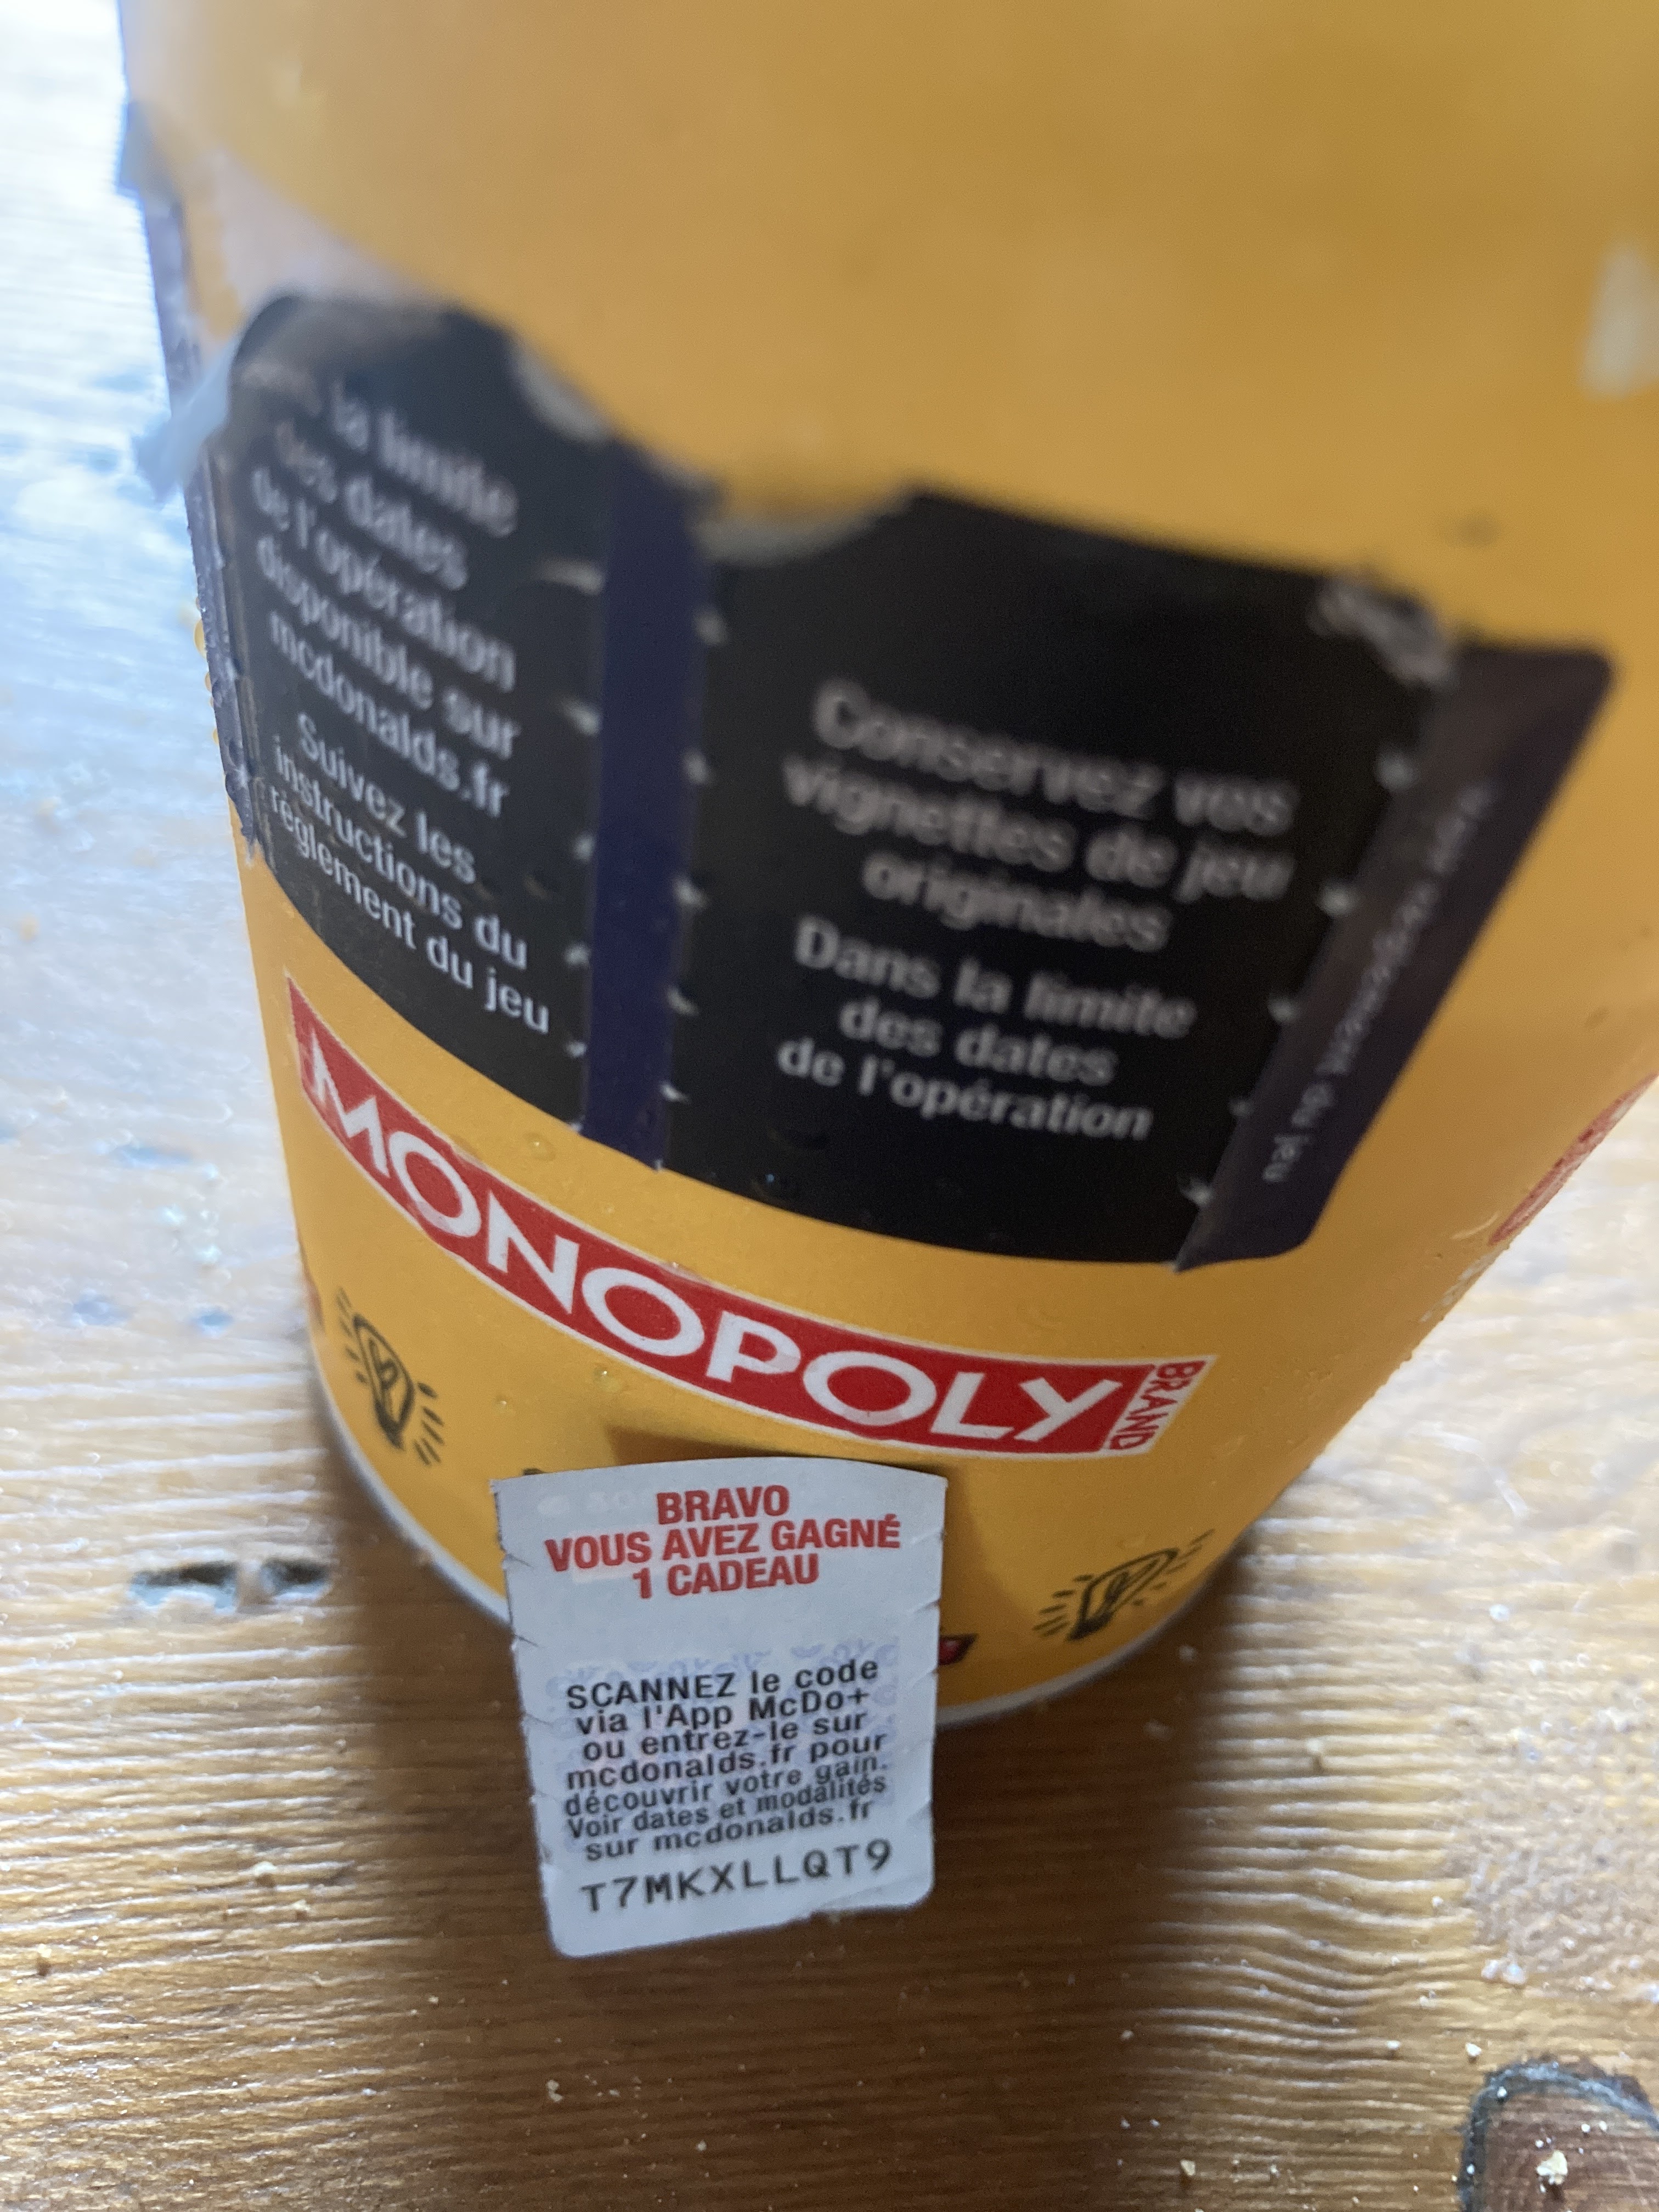 la limite
des dates
de l'opération
disponible sur
mcdonalds.fr
Suivez les
instructions du
règlement du jeu
Conservez vos
vignettes de jeu
originales
Dans la limite
des dates
de l'opération
du jeu
MONOPOLY
BRAND
BRAVO
VOUS AVEZ GAGNÉ
1 CADEAU
SCANNEZ le code
via l'App McDo+
ou entrez-le sur
mcdonalds.fr pour
découvrir votre gain.
Voir dates et modalités
sur mcdonalds.fr
T7MKXLLQT9